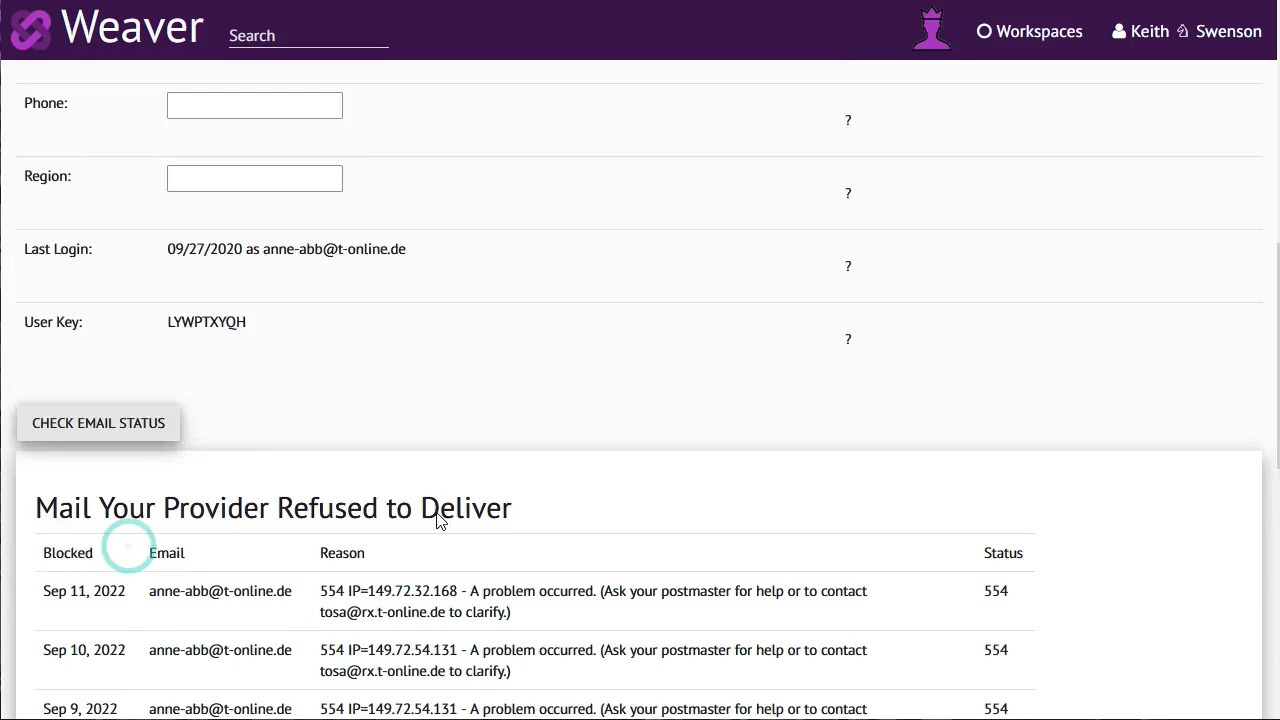 Weaver
Search
Workspaces
Keith ♘ Swenson
Phone:
?
Region:
?
Last Login: 09/27/2020 as anne-abb@t-online.de
?
User Key: LYWPTXYQH
?
CHECK EMAIL STATUS
Mail Your Provider Refused to Deliver
Blocked Email Reason Status
Sep 11, 2022 anne-abb@t-online.de 554 IP=149.72.32.168 - A problem occurred. (Ask your postmaster for help or to contact 554
tosa@rx.t-online.de to clarify.)
Sep 10, 2022 anne-abb@t-online.de 554 IP=149.72.54.131 - A problem occurred. (Ask your postmaster for help or to contact 554
tosa@rx.t-online.de to clarify.)
Sep 9, 2022 anne-abb@t-online.de 554 IP=149.72.54.131 - A problem occurred. (Ask your postmaster for help or to contact 554